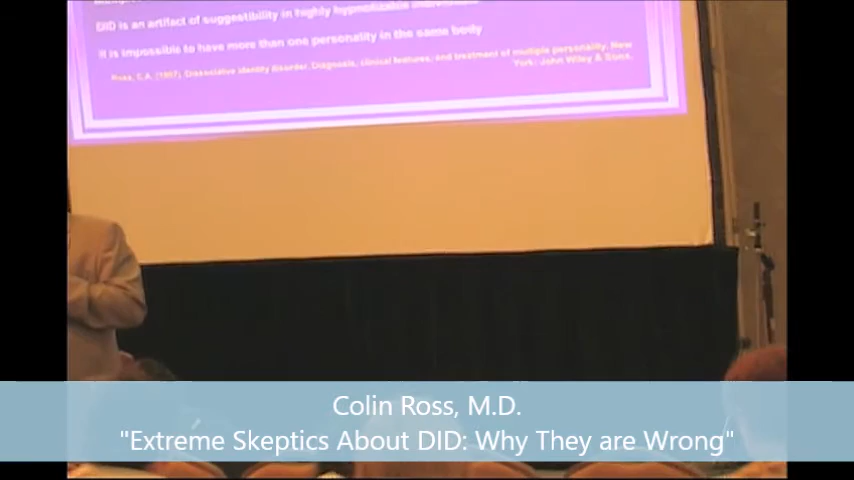 DID is an artifact of suggestibility in highly hypnotizable
It is impossible to have more than one personality in the same body
Ross, C.A. (1997). Dissociative identity disorder. Diagnosis, clinical features, and treatment of multiple personality. New
York: John Wiley & Sons.
Colin Ross, M.D.
"Extreme Skeptics About DID: Why They are Wrong"